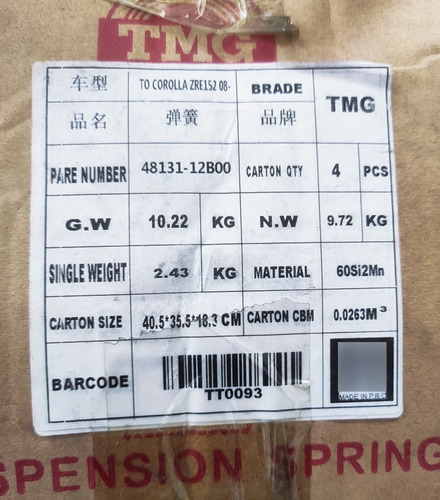 TMG
车型 TO COROLLA ZRE152 08- BRADE TMG
品名 弹簧 品牌
PARE NUMBER 48131-12B00 CARTON QTY 4 PCS
G.W 10.22 KG N.W 9.72 KG
SINGLE WEIGHT 2.43 KG MATERIAL 60Si2Mn
CARTON SIZE 40.5*35.5*18.3 CM CARTON CBM 0.0263M³
BARCODE TT0093 MADE IN P.R.C
SPENSION SPRING